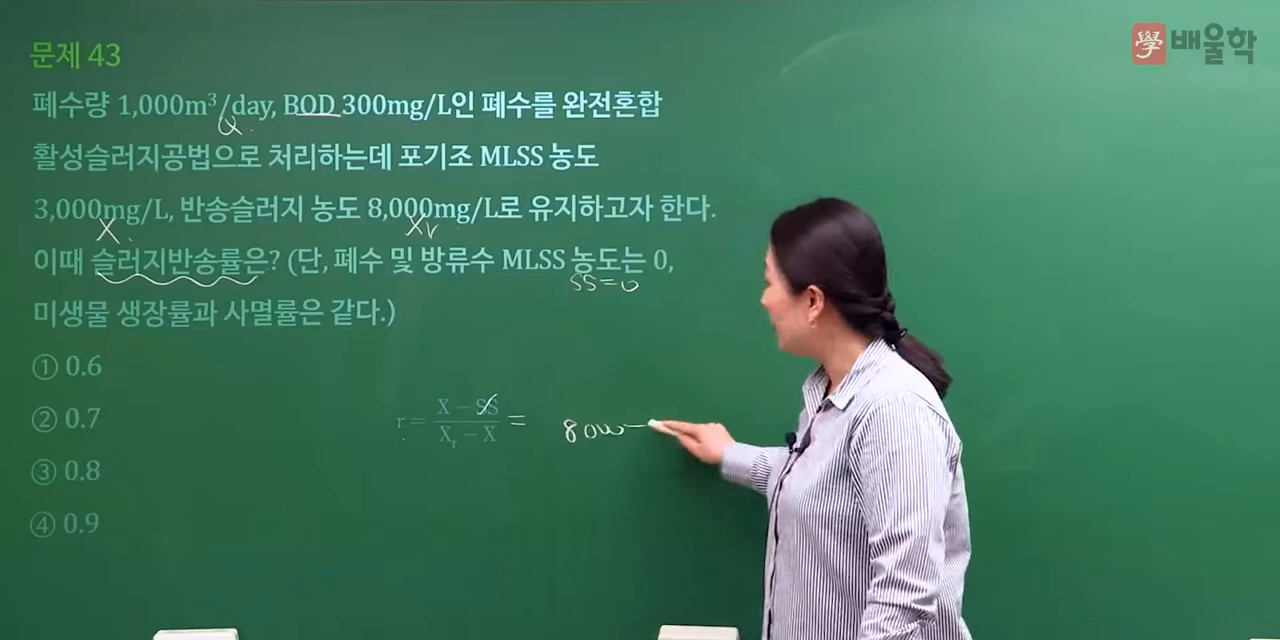 學 배울학
문제 43
폐수량 1,000m³/day, BOD 300mg/L인 폐수를 완전혼합
Q
활성슬러지공법으로 처리하는데 포기조 MLSS 농도
3,000mg/L, 반송슬러지 농도 8,000mg/L로 유지하고자 한다.
X Xr
이때 슬러지반송률은? (단, 폐수 및 방류수 MLSS 농도는 0,
SS=0
미생물 생장률과 사멸률은 같다.)
① 0.6
② 0.7
③ 0.8
④ 0.9
r = (X − SS)/(Xᵣ − X) = 8000 −